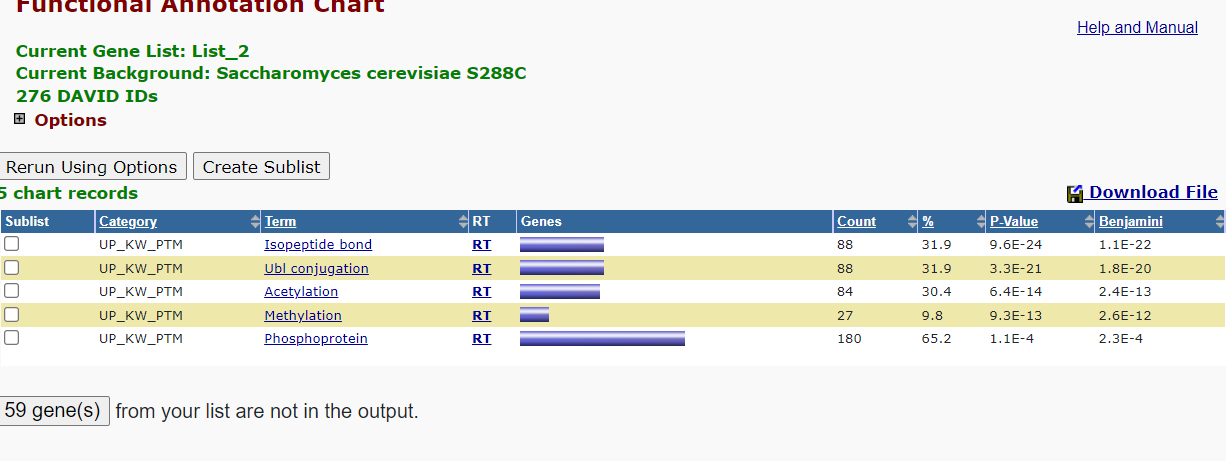 Functional Annotation Chart
Help and Manual
Current Gene List: List_2
Current Background: Saccharomyces cerevisiae S288C
276 DAVID IDs
Options
Rerun Using Options Create Sublist
5 chart records
Download File
Sublist Category Term RT Genes Count % P-Value Benjamini
UP_KW_PTM Isopeptide bond RT 88 31.9 9.6E-24 1.1E-22
UP_KW_PTM Ubl conjugation RT 88 31.9 3.3E-21 1.8E-20
UP_KW_PTM Acetylation RT 84 30.4 6.4E-14 2.4E-13
UP_KW_PTM Methylation RT 27 9.8 9.3E-13 2.6E-12
UP_KW_PTM Phosphoprotein RT 180 65.2 1.1E-4 2.3E-4
59 gene(s) from your list are not in the output.